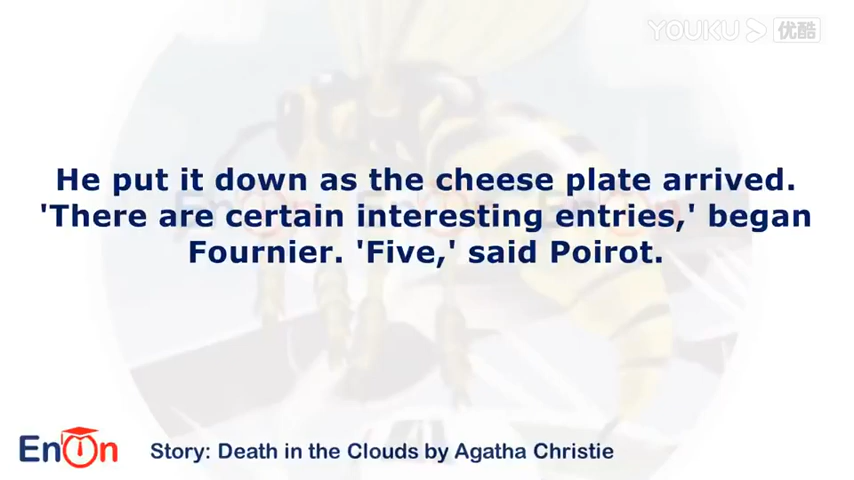 YOUKU 优酷
He put it down as the cheese plate arrived.
'There are certain interesting entries,' began
Fournier. 'Five,' said Poirot.
EnOn
Story: Death in the Clouds by Agatha Christie